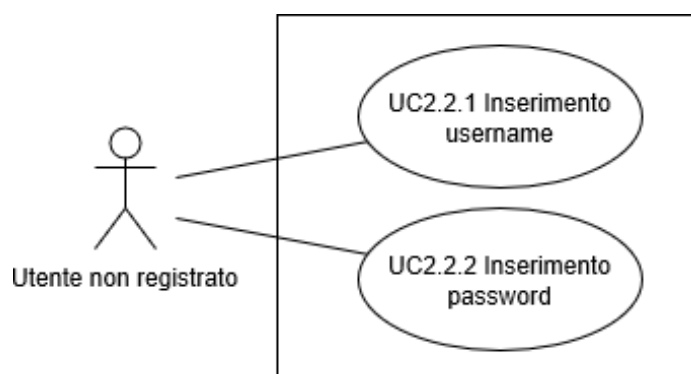 UC2.2.1 Inserimento
username
Utente non registrato
UC2.2.2 Inserimento
password